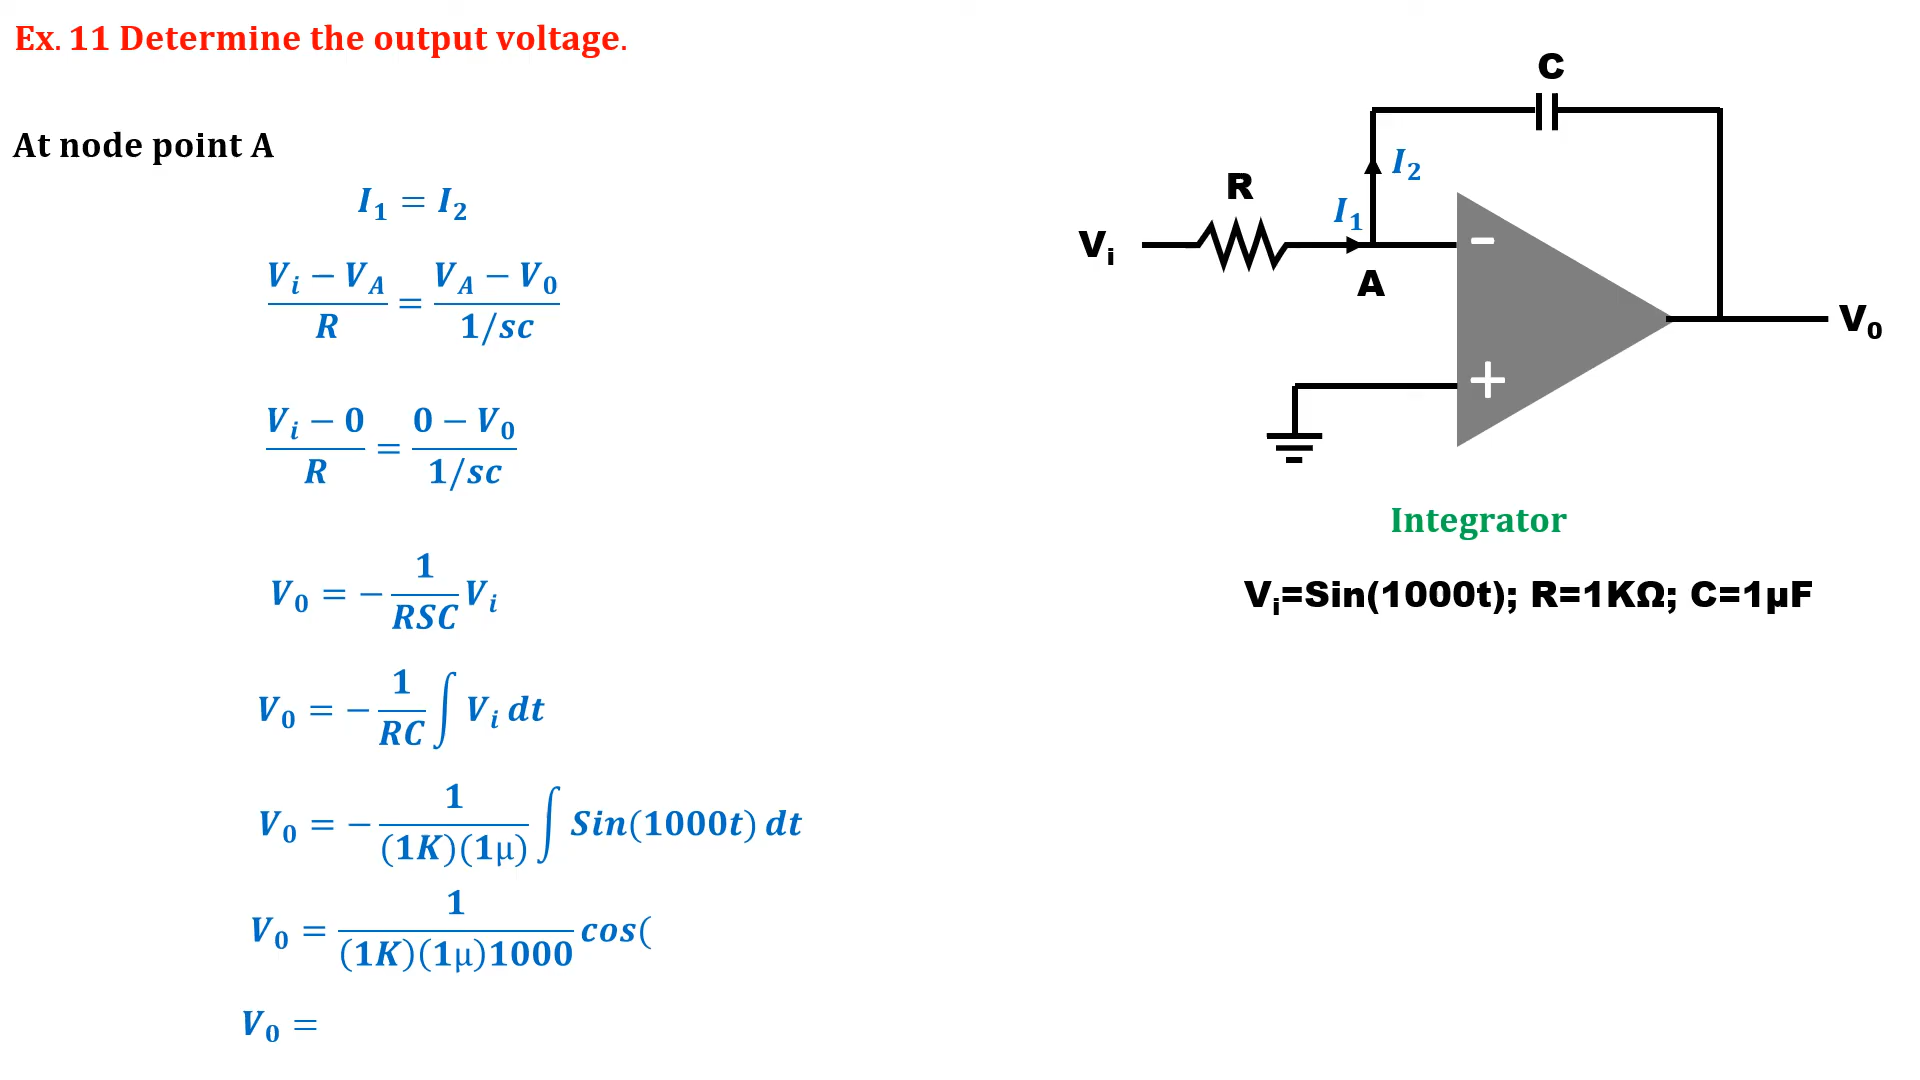 Ex. 11 Determine the output voltage.
At node point A
I₁ = I₂
(Vᵢ − V_A)/R = (V_A − V₀)/(1/sc)
(Vᵢ − 0)/R = (0 − V₀)/(1/sc)
V₀ = −(1/RSC) Vᵢ
V₀ = −(1/RC) ∫ Vᵢ dt
V₀ = −1/((1K)(1μ)) ∫ Sin(1000t) dt
V₀ = 1/((1K)(1μ)1000) cos(
V₀ =
C
I₂
R
I₁
Vᵢ
−
A
V₀
+
Integrator
Vᵢ=Sin(1000t); R=1KΩ; C=1μF